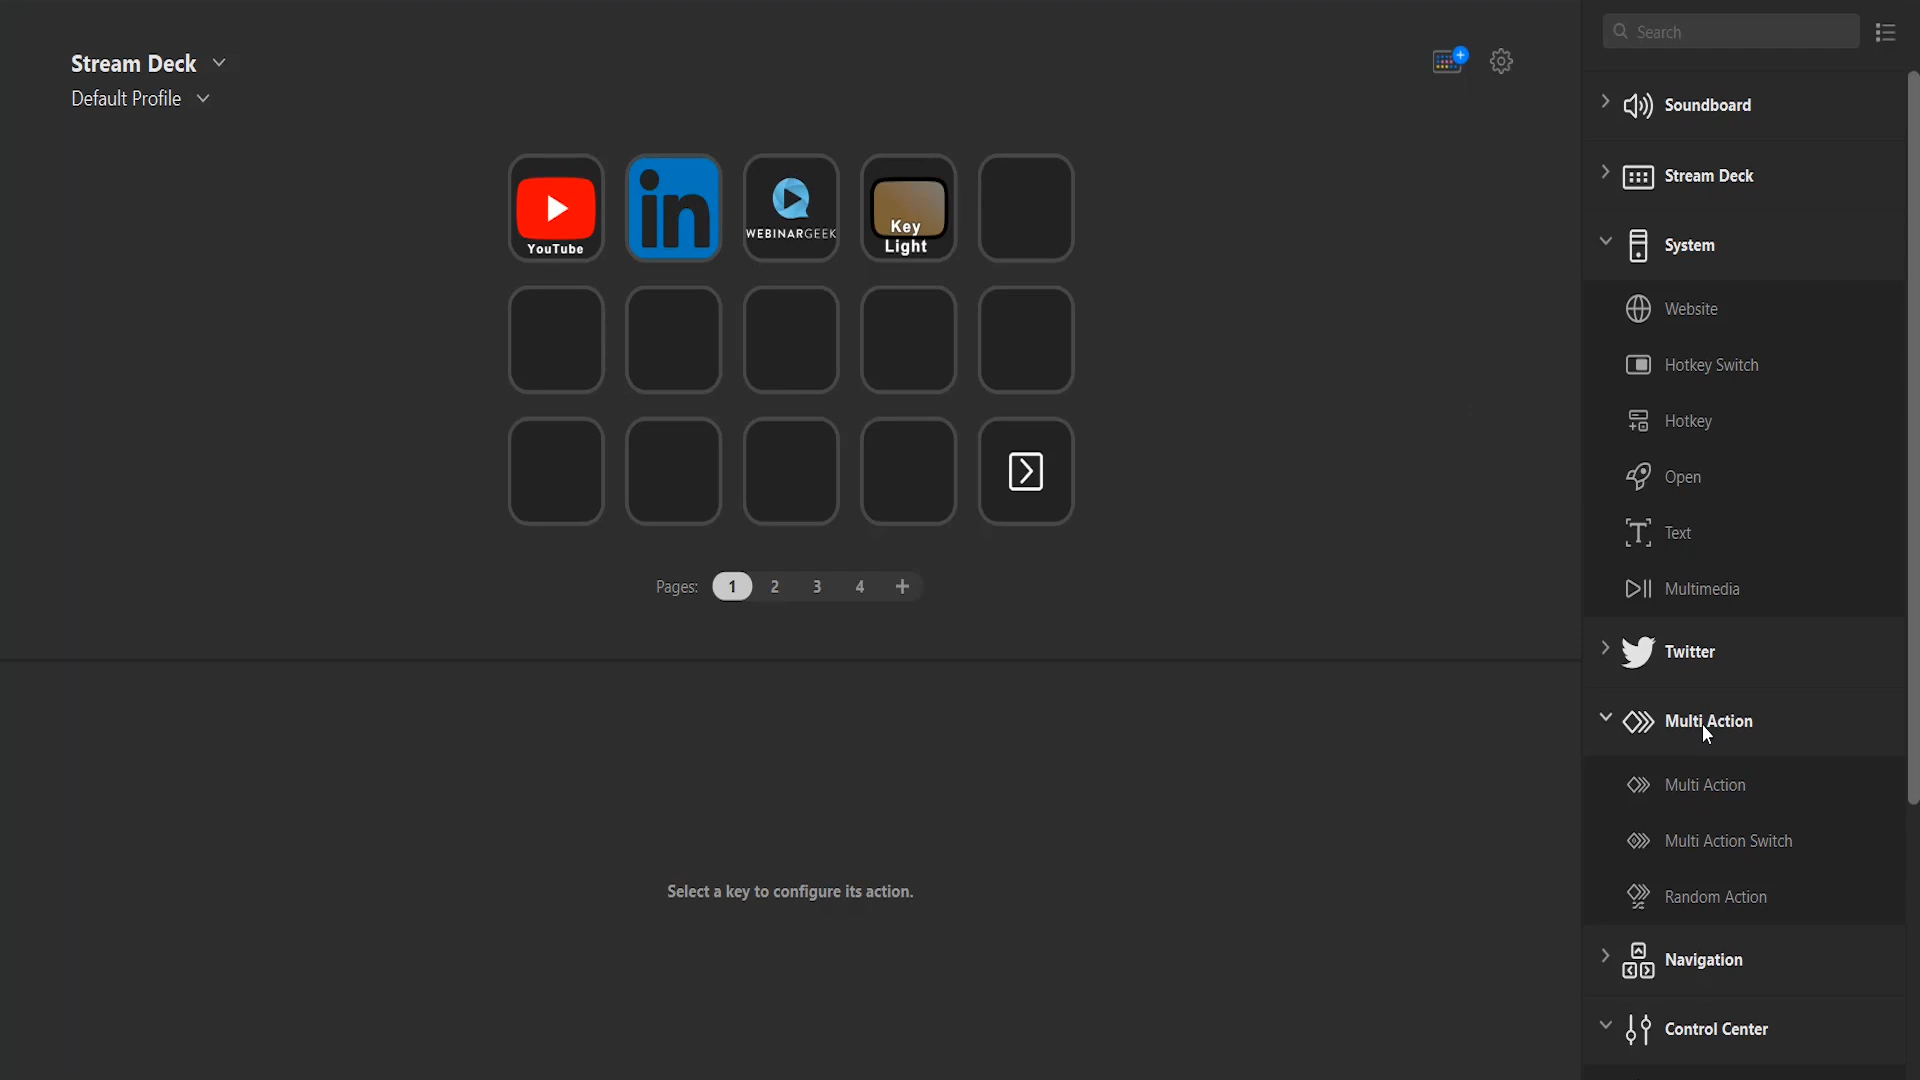 Stream Deck
Default Profile
Search
YouTube
in
WEBINARGEEK
Key
Light
Pages: 1 2 3 4 +
Select a key to configure its action.
Soundboard
Stream Deck
System
Website
Hotkey Switch
Hotkey
Open
Text
Multimedia
Twitter
Multi Action
Multi Action
Multi Action Switch
Random Action
Navigation
Control Center